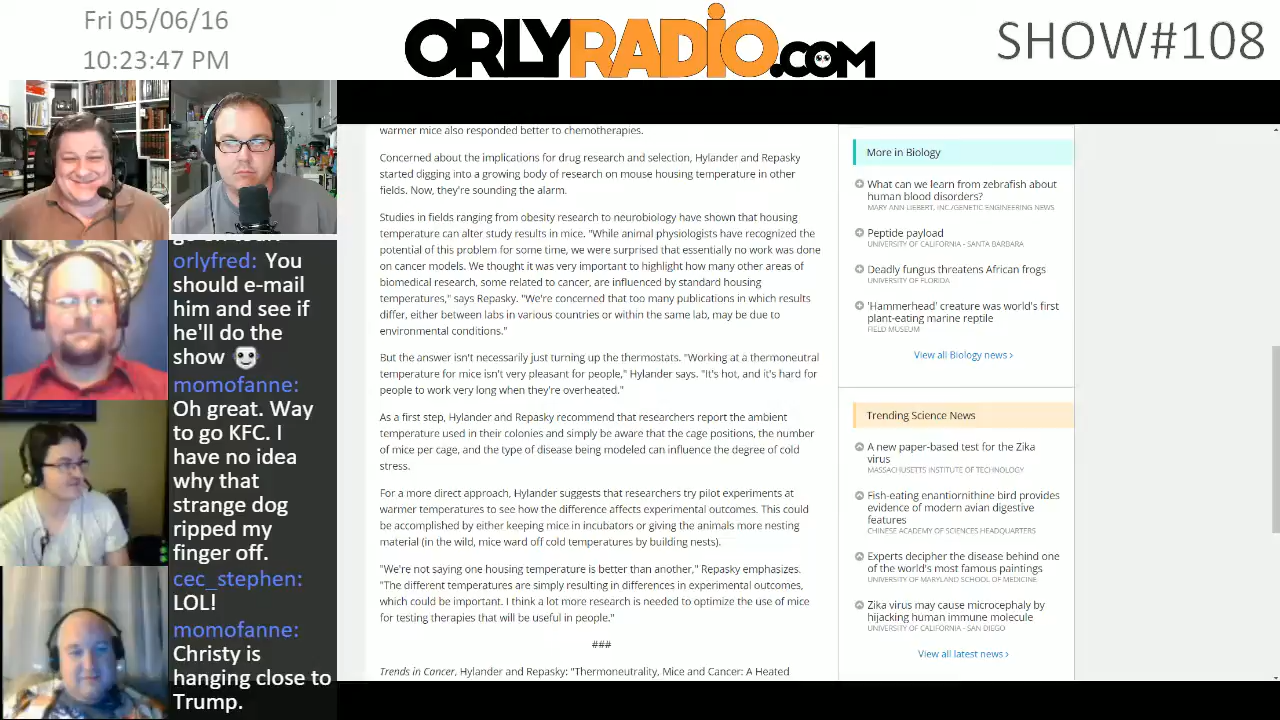 Fri 05/06/16
10:23:47 PM
ORLYRADIO.COM
SHOW#108
orlyfred: You
should e-mail
him and see if
he'll do the
show
momofanne:
Oh great. Way
to go KFC. I
have no idea
why that
strange dog
ripped my
finger off.
cec_stephen:
LOL!
momofanne:
Christy is
hanging close to
Trump.
warmer mice also responded better to chemotherapies.
Concerned about the implications for drug research and selection, Hylander and Repasky
started digging into a growing body of research on mouse housing temperature in other
fields. Now, they're sounding the alarm.
Studies in fields ranging from obesity research to neurobiology have shown that housing
temperature can alter study results in mice. "While animal physiologists have recognized the
potential of this problem for some time, we were surprised that essentially no work was done
on cancer models. We thought it was very important to highlight how many other areas of
biomedical research, some related to cancer, are influenced by standard housing
temperatures," says Repasky. "We're concerned that too many publications in which results
differ, either between labs in various countries or within the same lab, may be due to
environmental conditions."
But the answer isn't necessarily just turning up the thermostats. "Working at a thermoneutral
temperature for mice isn't very pleasant for people," Hylander says. "It's hot, and it's hard for
people to work very long when they're overheated."
As a first step, Hylander and Repasky recommend that researchers report the ambient
temperature used in their colonies and simply be aware that the cage positions, the number
of mice per cage, and the type of disease being modeled can influence the degree of cold
stress.
For a more direct approach, Hylander suggests that researchers try pilot experiments at
warmer temperatures to see how the difference affects experimental outcomes. This could
be accomplished by either keeping mice in incubators or giving the animals more nesting
material (in the wild, mice ward off cold temperatures by building nests).
"We're not saying one housing temperature is better than another," Repasky emphasizes.
"The different temperatures are simply resulting in differences in experimental outcomes,
which could be important. I think a lot more research is needed to optimize the use of mice
for testing therapies that will be useful in people."
###
Trends in Cancer, Hylander and Repasky: "Thermoneutrality, Mice and Cancer: A Heated
More in Biology
What can we learn from zebrafish about
human blood disorders?
MARY ANN LIEBERT, INC./GENETIC ENGINEERING NEWS
Peptide payload
UNIVERSITY OF CALIFORNIA - SANTA BARBARA
Deadly fungus threatens African frogs
UNIVERSITY OF FLORIDA
'Hammerhead' creature was world's first
plant-eating marine reptile
FIELD MUSEUM
View all Biology news ›
Trending Science News
A new paper-based test for the Zika
virus
MASSACHUSETTS INSTITUTE OF TECHNOLOGY
Fish-eating enantiornithine bird provides
evidence of modern avian digestive
features
CHINESE ACADEMY OF SCIENCES HEADQUARTERS
Experts decipher the disease behind one
of the world's most famous paintings
UNIVERSITY OF MARYLAND SCHOOL OF MEDICINE
Zika virus may cause microcephaly by
hijacking human immune molecule
UNIVERSITY OF CALIFORNIA - SAN DIEGO
View all latest news ›